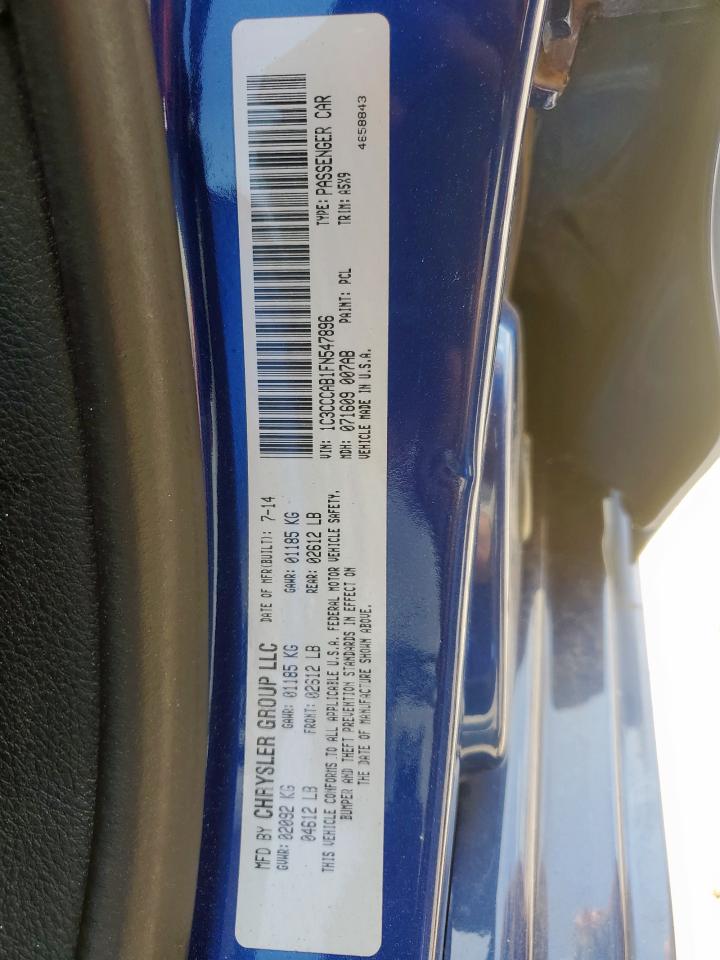 MFD BY CHRYSLER GROUP LLC DATE OF MFR(BUILT): 7-14
GVWR: 02092 KG GAWR: 01185 KG GAWR: 01185 KG
04612 LB FRONT: 02612 LB REAR: 02612 LB
THIS VEHICLE CONFORMS TO ALL APPLICABLE U.S.A. FEDERAL MOTOR VEHICLE SAFETY,
BUMPER AND THEFT PREVENTION STANDARDS IN EFFECT ON
THE DATE OF MANUFACTURE SHOWN ABOVE.
VIN: 1C3CCCAB1FN547896 TYPE: PASSENGER CAR
MDH: 071609 007AB PAINT: PCL TRIM: A5X9
VEHICLE MADE IN U.S.A. 4658843